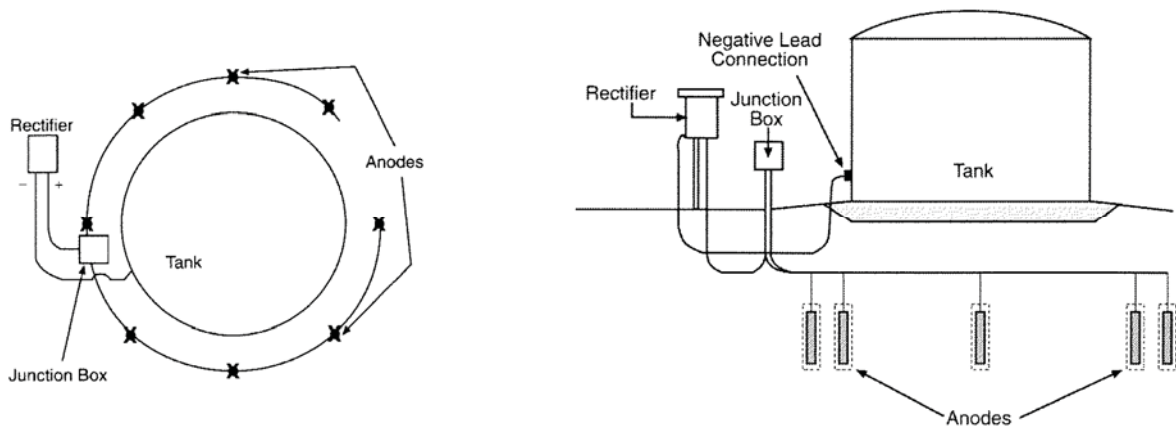 Rectifier
− +
Anodes
Tank
Junction Box
Negative Lead
Connection
Rectifier
Junction
Box
Tank
Anodes